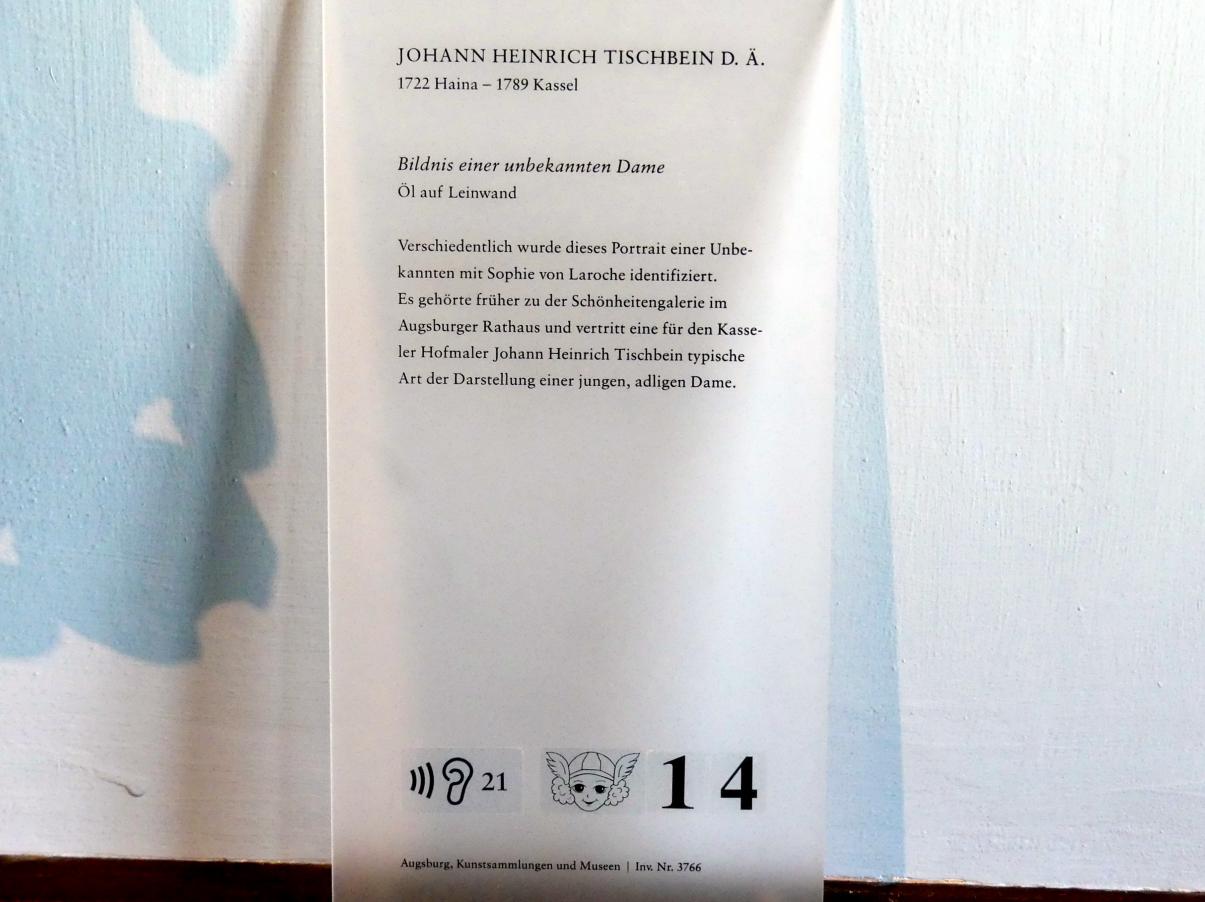 JOHANN HEINRICH TISCHBEIN D. Ä.
1722 Haina – 1789 Kassel
Bildnis einer unbekannten Dame
Öl auf Leinwand
Verschiedentlich wurde dieses Portrait einer Unbe-
kannten mit Sophie von Laroche identifiziert.
Es gehörte früher zu der Schönheitengalerie im
Augsburger Rathaus und vertritt eine für den Kasse-
ler Hofmaler Johann Heinrich Tischbein typische
Art der Darstellung einer jungen, adligen Dame.
21 14
Augsburg, Kunstsammlungen und Museen | Inv. Nr. 3766